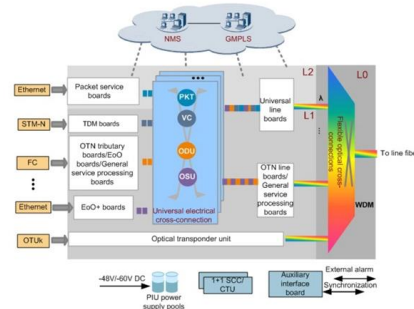 NMS
GMPLS
L2
L0
Ethernet
Packet service
boards
PKT
Universal
line
boards
λ
L1
STM-N
TDM boards
VC
FC
OTN tributary
boards/EoO
boards/General
service processing
boards
ODU
OSU
OTN line
boards/
General
service
processing
boards
Flexible optical cross-
connections
To line fibe
Ethernet
EoO+ boards
Universal electrical
cross-connection
WDM
OTUk
Optical transponder unit
-48V/-60V DC
PIU power
supply pools
1+1 SCC/
CTU
Auxiliary
interface
board
External alarm
Synchronization